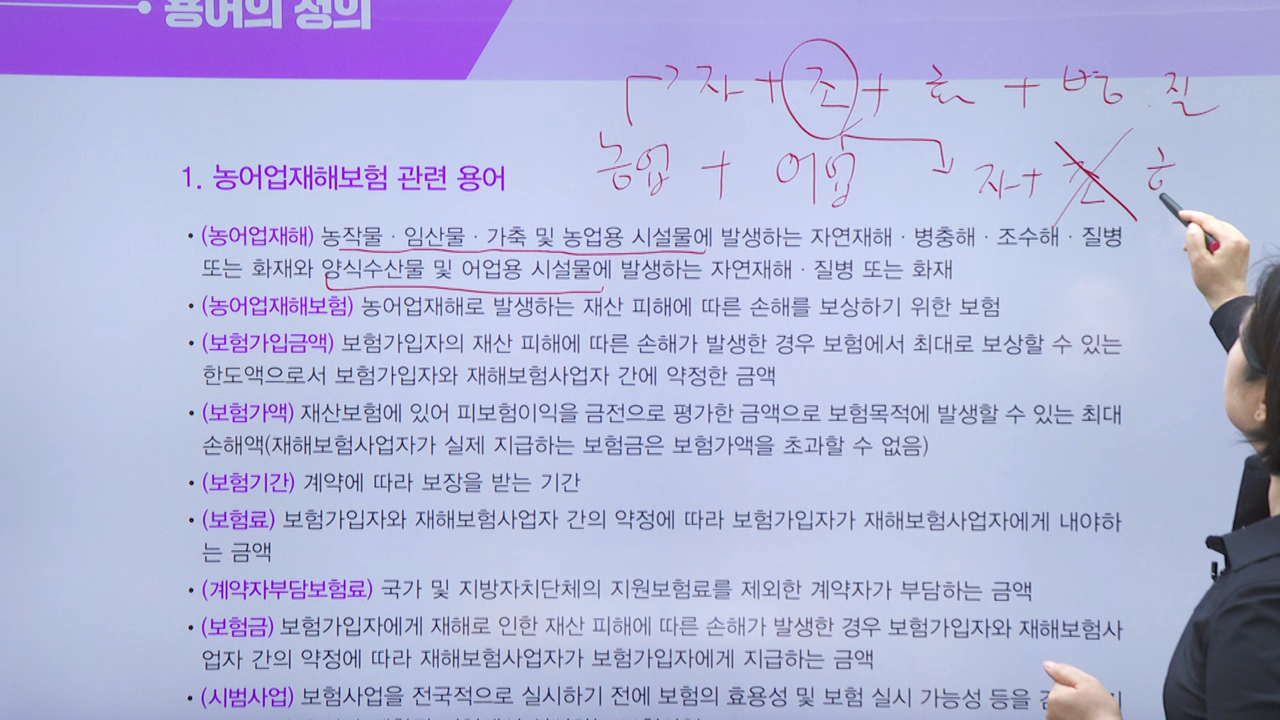 용어의 정의
자 + 조 + 화 + 병 질
농업 + 어업
자 +
1. 농어업재해보험 관련 용어
• (농어업재해) 농작물 · 임산물 · 가축 및 농업용 시설물에 발생하는 자연재해 · 병충해 · 조수해 · 질병
또는 화재와 양식수산물 및 어업용 시설물에 발생하는 자연재해 · 질병 또는 화재
• (농어업재해보험) 농어업재해로 발생하는 재산 피해에 따른 손해를 보상하기 위한 보험
• (보험가입금액) 보험가입자의 재산 피해에 따른 손해가 발생한 경우 보험에서 최대로 보상할 수 있는
한도액으로서 보험가입자와 재해보험사업자 간에 약정한 금액
• (보험가액) 재산보험에 있어 피보험이익을 금전으로 평가한 금액으로 보험목적에 발생할 수 있는 최대
손해액(재해보험사업자가 실제 지급하는 보험금은 보험가액을 초과할 수 없음)
• (보험기간) 계약에 따라 보장을 받는 기간
• (보험료) 보험가입자와 재해보험사업자 간의 약정에 따라 보험가입자가 재해보험사업자에게 내야하
는 금액
• (계약자부담보험료) 국가 및 지방자치단체의 지원보험료를 제외한 계약자가 부담하는 금액
• (보험금) 보험가입자에게 재해로 인한 재산 피해에 따른 손해가 발생한 경우 보험가입자와 재해보험사
업자 간의 약정에 따라 재해보험사업자가 보험가입자에게 지급하는 금액
• (시범사업) 보험사업을 전국적으로 실시하기 전에 보험의 효용성 및 보험 실시 가능성 등을